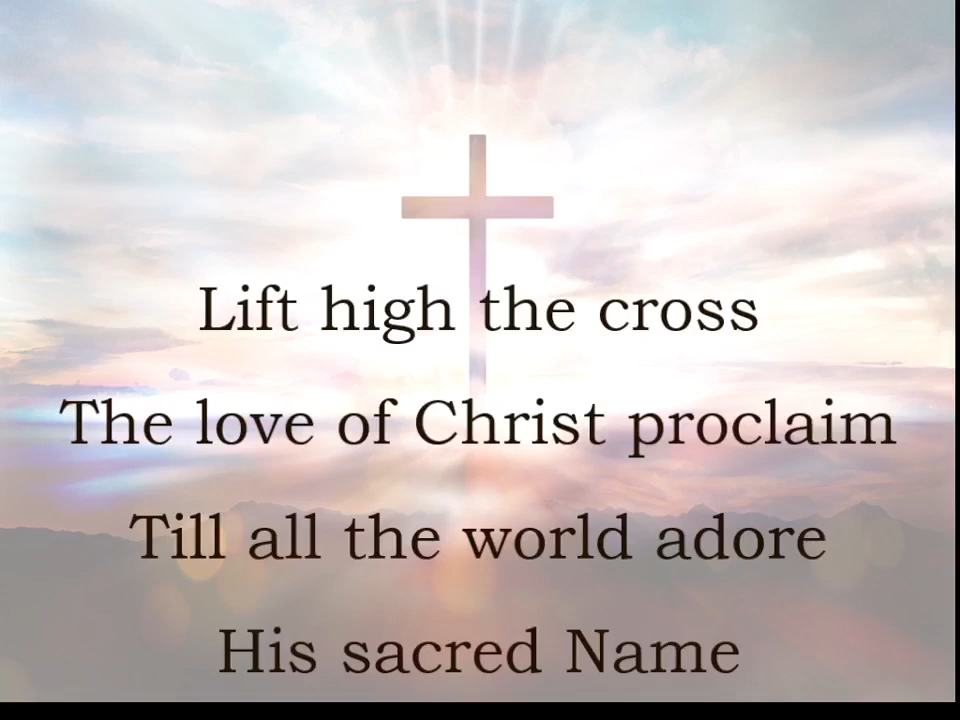 Lift high the cross
The love of Christ proclaim
Till all the world adore
His sacred Name